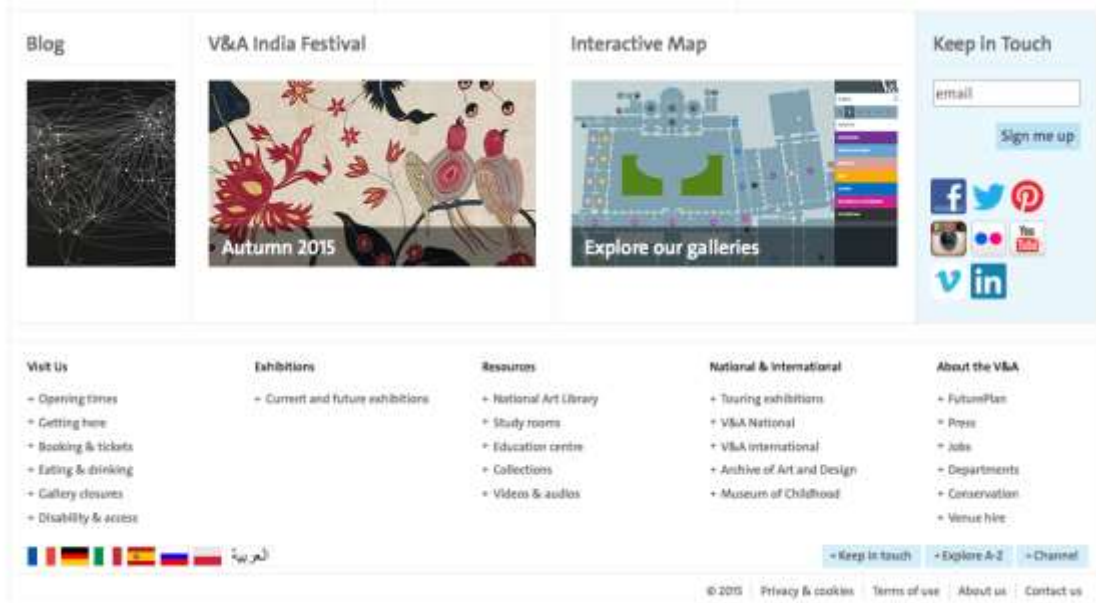 Blog
V&A India Festival
Interactive Map
Keep in Touch
Autumn 2015
Explore our galleries
email
Sign me up
You
Tube
in
Visit Us
+ Opening times
+ Getting here
+ Booking & tickets
+ Eating & drinking
+ Gallery closures
+ Disability & access
Exhibitions
+ Current and future exhibitions
Resources
+ National Art Library
+ Study rooms
+ Education centre
+ Collections
+ Videos & audios
National & International
+ Touring exhibitions
+ V&A National
+ V&A International
+ Archive of Art and Design
+ Museum of Childhood
About the V&A
+ FuturePlan
+ Press
+ Jobs
+ Departments
+ Conservation
+ Venue hire
العربية
+ Keep in touch + Explore A-Z + Channel
© 2015 Privacy & cookies Terms of use About us Contact us